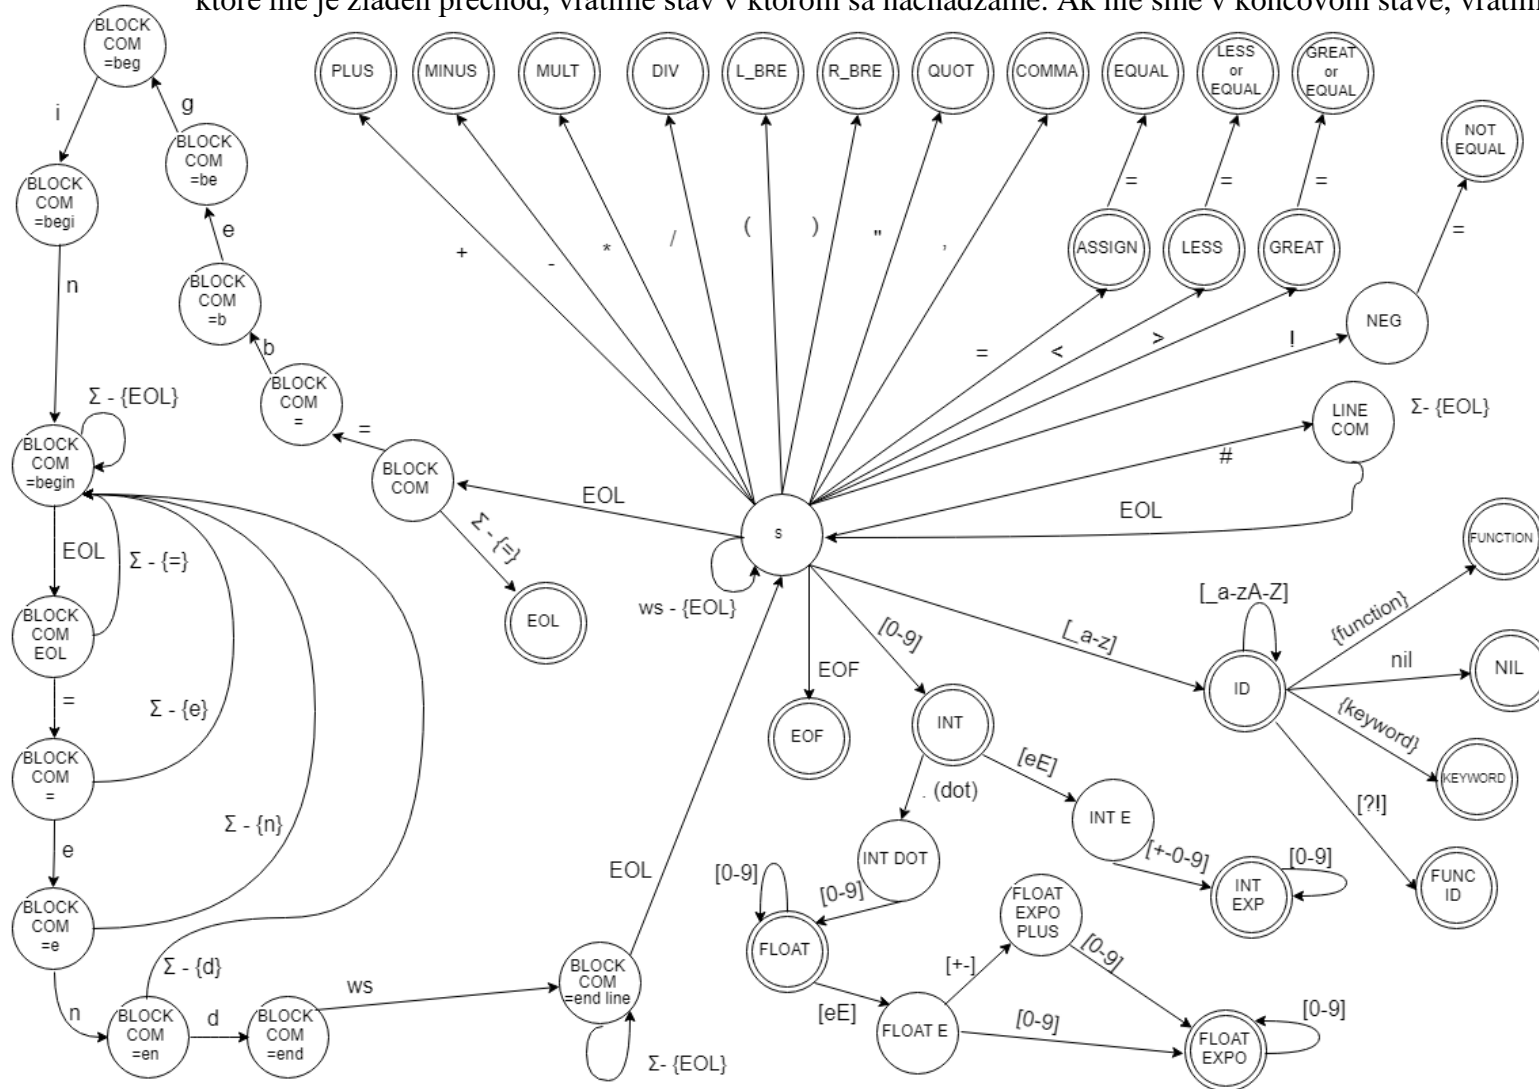 ktoré nie je žiaden prechod, vrátime stav v ktorom sa nachádzame. Ak nie sme v koncovom stave, vrátim
BLOCK
COM
=beg
PLUS
MINUS
MULT
DIV
L_BRE
R_BRE
QUOT
COMMA
EQUAL
LESS
or
EQUAL
GREAT
or
EQUAL
NOT
EQUAL
i
g
BLOCK
COM
=be
BLOCK
COM
=begi
e
n
BLOCK
COM
=b
b
BLOCK
COM
=
=
BLOCK
COM
+
-
*
/
(
)
"
,
=
=
=
=
ASSIGN
LESS
GREAT
NEG
=
<
>
!
LINE
COM
Σ- {EOL}
#
EOL
Σ - {EOL}
BLOCK
COM
=begin
EOL
Σ - {=}
EOL
S
ws - {EOL}
EOL
Σ - {=}
BLOCK
COM
EOL
=
Σ - {e}
BLOCK
COM
=
e
Σ - {n}
BLOCK
COM
=e
n
Σ - {d}
BLOCK
COM
=en
d
BLOCK
COM
=end
ws
BLOCK
COM
=end line
Σ- {EOL}
EOL
EOF
EOF
[0-9]
INT
[_a-z]
[_a-zA-Z]
ID
{function}
FUNCTION
nil
NIL
{keyword}
KEYWORD
[?!]
FUNC
ID
. (dot)
[eE]
INT DOT
INT E
[+-0-9]
INT
EXP
[0-9]
[0-9]
[0-9]
FLOAT
[eE]
FLOAT E
[+-]
FLOAT
EXPO
PLUS
[0-9]
[0-9]
FLOAT
EXPO
[0-9]